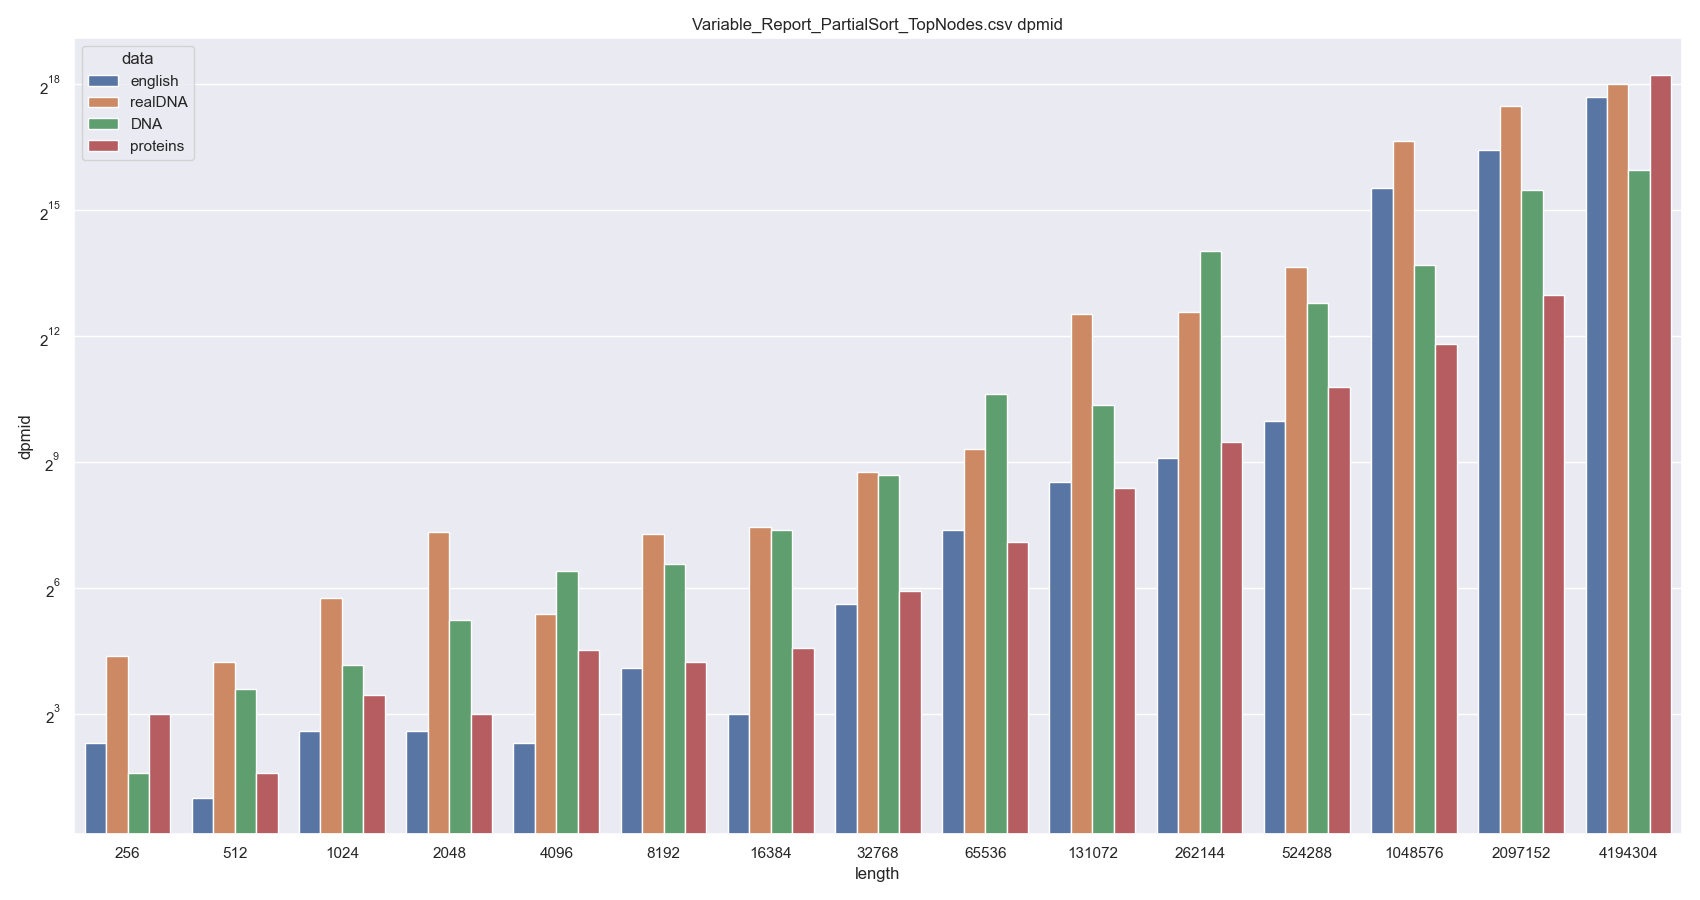 Variable_Report_PartialSort_TopNodes.csv dpmid
data
english
realDNA
DNA
proteins
2^18
2^15
2^12
2^9
2^6
2^3
dpmid
256 512 1024 2048 4096 8192 16384 32768 65536 131072 262144 524288 1048576 2097152 4194304
length